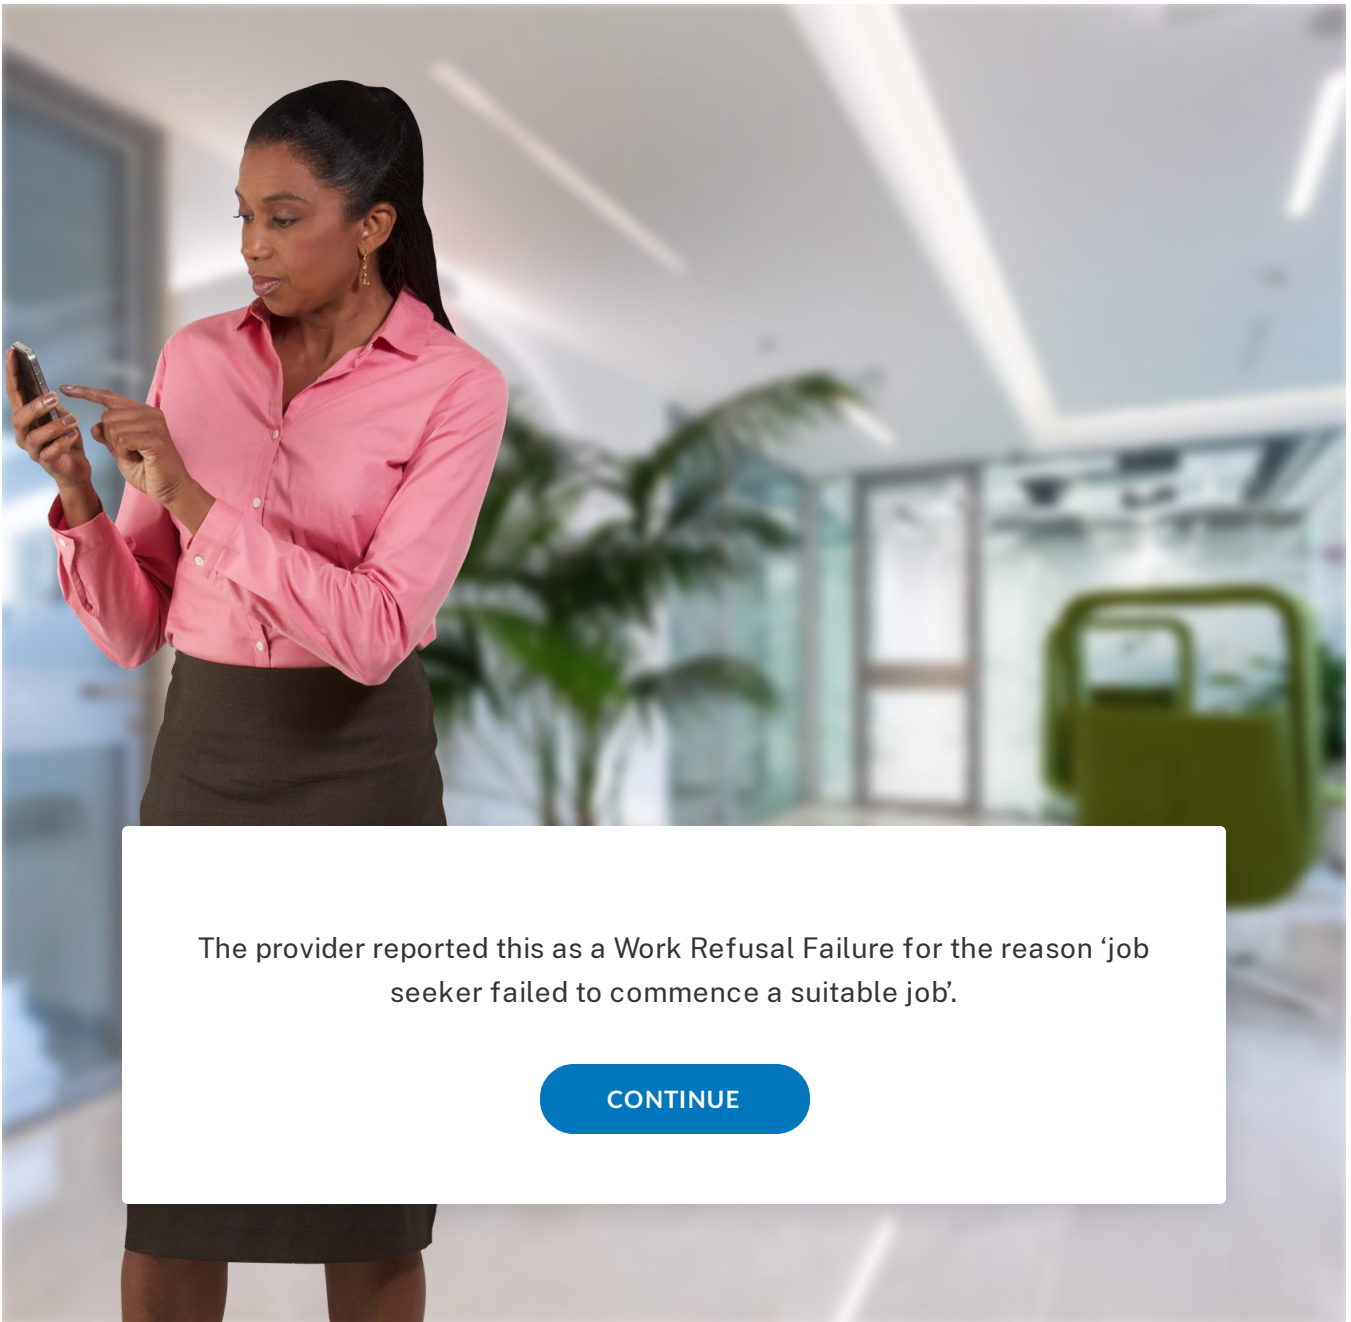 The provider reported this as a Work Refusal Failure for the reason ‘job
seeker failed to commence a suitable job’.
CONTINUE